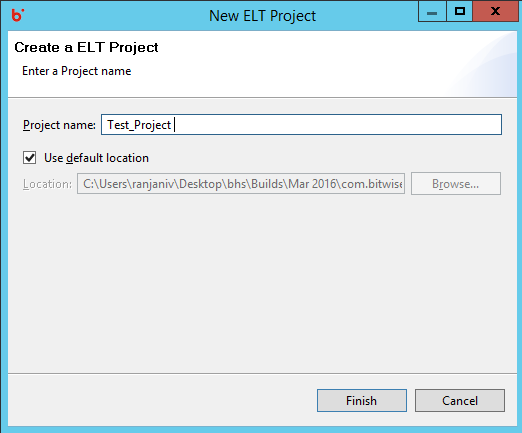 New ELT Project
Create a ELT Project
Enter a Project name
Project name: Test_Project
Use default location
Location: C:\Users\ranjaniv\Desktop\bhs\Builds\Mar 2016\com.bitwise Browse...
Finish Cancel